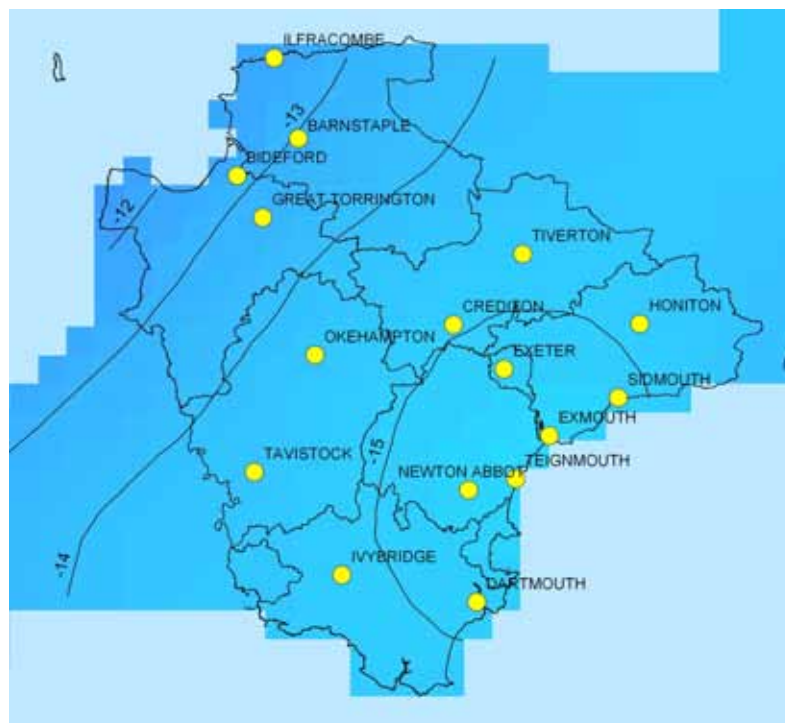 ILFRACOMBE
-13
BARNSTAPLE
BIDEFORD
GREAT TORRINGTON
-12
TIVERTON
CREDITON
HONITON
OKEHAMPTON
EXETER
SIDMOUTH
EXMOUTH
-15
TAVISTOCK
TEIGNMOUTH
NEWTON ABBOT
-14
IVYBRIDGE
DARTMOUTH